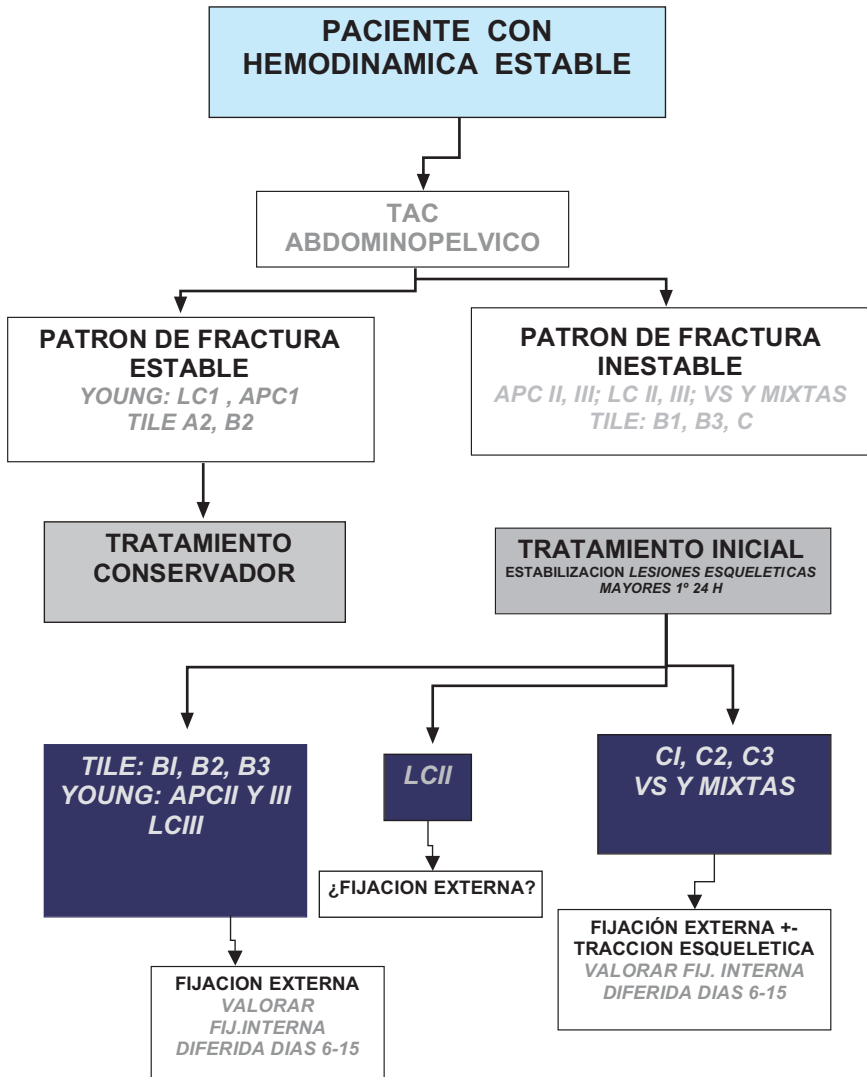 PACIENTE CON
HEMODINAMICA ESTABLE
TAC
ABDOMINOPELVICO
PATRON DE FRACTURA
ESTABLE
YOUNG: LC1 , APC1
TILE A2, B2
PATRON DE FRACTURA
INESTABLE
APC II, III; LC II, III; VS Y MIXTAS
TILE: B1, B3, C
TRATAMIENTO
CONSERVADOR
TRATAMIENTO INICIAL
ESTABILIZACION LESIONES ESQUELETICAS
MAYORES 1º 24 H
TILE: BI, B2, B3
YOUNG: APCII Y III
LCIII
LCII
CI, C2, C3
VS Y MIXTAS
¿FIJACION EXTERNA?
FIJACION EXTERNA
VALORAR
FIJ.INTERNA
DIFERIDA DIAS 6-15
FIJACIÓN EXTERNA +-
TRACCION ESQUELETICA
VALORAR FIJ. INTERNA
DIFERIDA DIAS 6-15